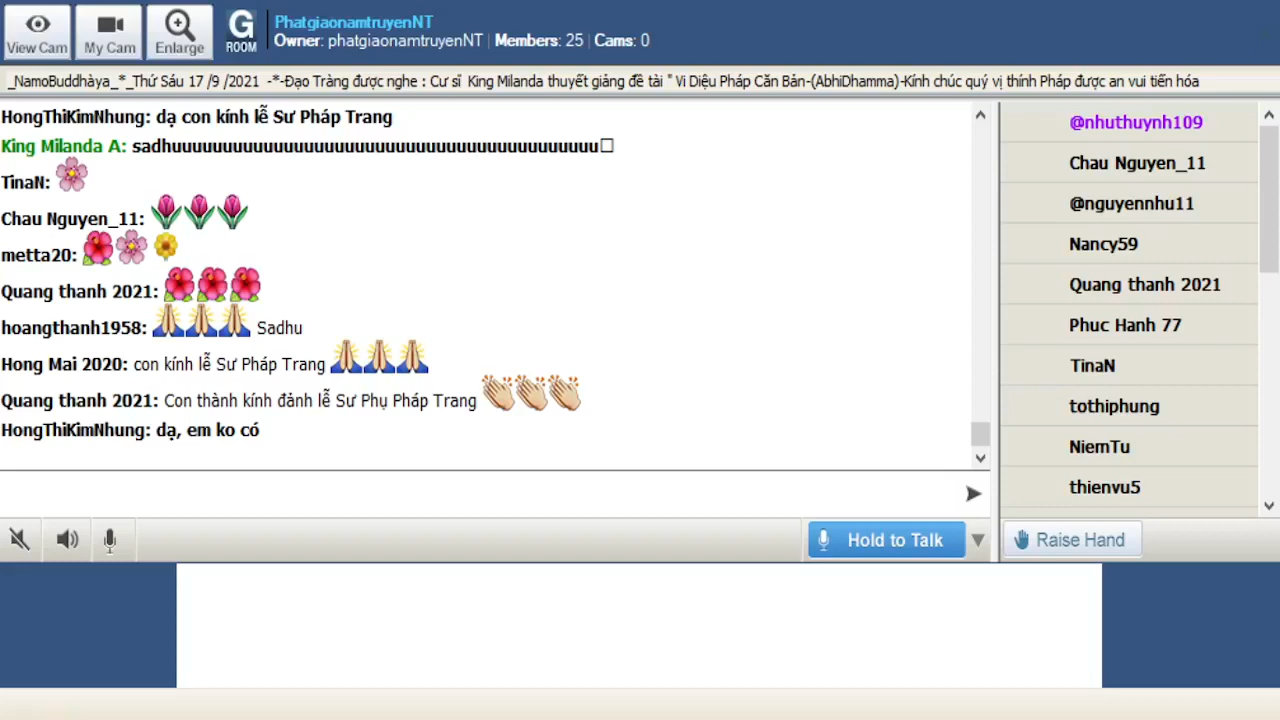 View Cam
My Cam
Enlarge
G
ROOM
PhatgiaonamtruyenNT
Owner: phatgiaonamtruyenNT | Members: 25 | Cams: 0
_NamoBuddhàya_*_Thứ Sáu 17 /9 /2021 -*-Đạo Tràng được nghe : Cư sĩ King Milanda thuyết giảng đề tài " Vi Diệu Pháp Căn Bản-(AbhiDhamma)-Kính chúc quý vị thính Pháp được an vui tiến hóa
HongThiKimNhung: dạ con kính lễ Sư Pháp Trang
King Milanda A: sadhuuuuuuuuuuuuuuuuuuuuuuuuuuuuuuuuuuuuuuuuuu
TinaN:
Chau Nguyen_11:
metta20:
Quang thanh 2021:
hoangthanh1958: Sadhu
Hong Mai 2020: con kính lễ Sư Pháp Trang
Quang thanh 2021: Con thành kính đảnh lễ Sư Phụ Pháp Trang
HongThiKimNhung: dạ, em ko có
@nhuthuynh109
Chau Nguyen_11
@nguyennhu11
Nancy59
Quang thanh 2021
Phuc Hanh 77
TinaN
tothiphung
NiemTu
thienvu5
Hold to Talk
Raise Hand